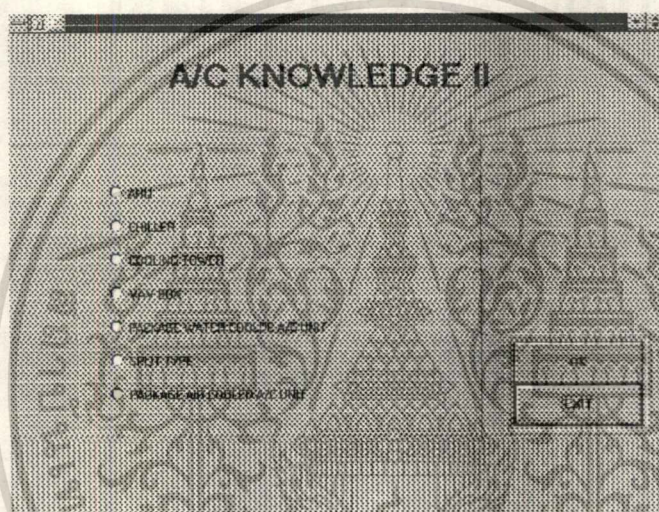 A/C KNOWLEDGE II
AHU
CHILLER
COOLING TOWER
VAV BOX
PACKAGE WATER COOLDE A/C UNIT
SPLIT TYPE
PACKAGE AIR COOLED A/C UNIT
OK
EXIT